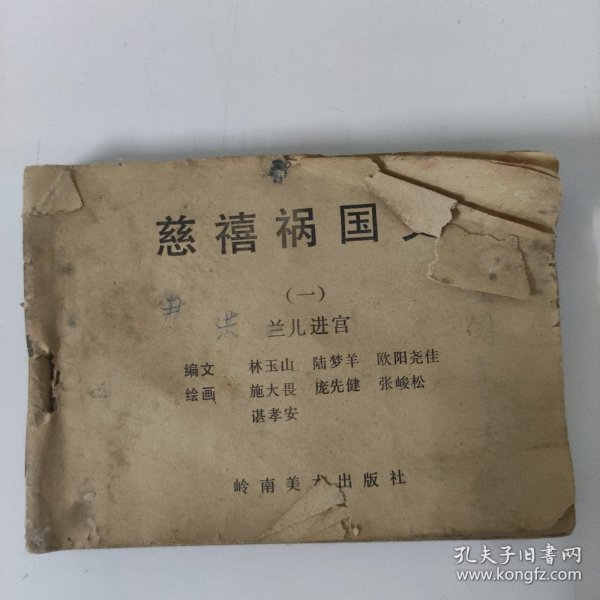 慈禧祸国
（一）
兰儿进宫
编文 林玉山 陆梦羊 欧阳尧佳
绘画 施大畏 庞先健 张峻松
谌孝安
岭南美术出版社
孔夫子旧书网
www.kongfz.com